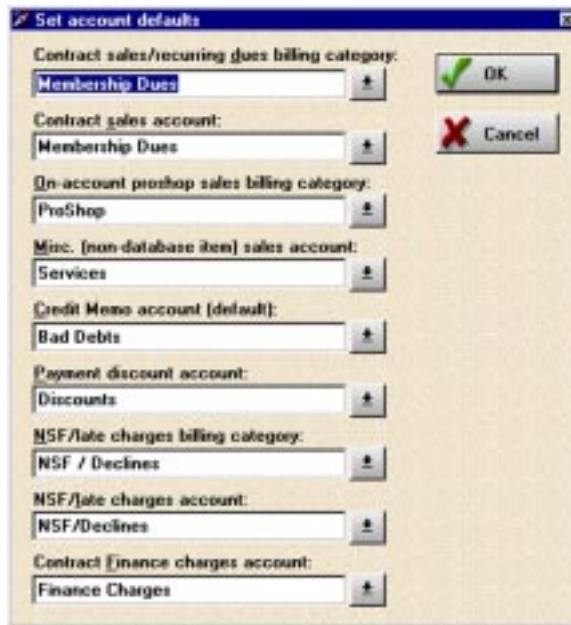 Set account defaults
Contract sales/recurring dues billing category:
Membership Dues
OK
Contract sales account:
Membership Dues
Cancel
On-account proshop sales billing category:
ProShop
Misc. (non-database item) sales account:
Services
Credit Memo account (default):
Bad Debts
Payment discount account:
Discounts
NSF/late charges billing category:
NSF / Declines
NSF/late charges account:
NSF/Declines
Contract Finance charges account:
Finance Charges